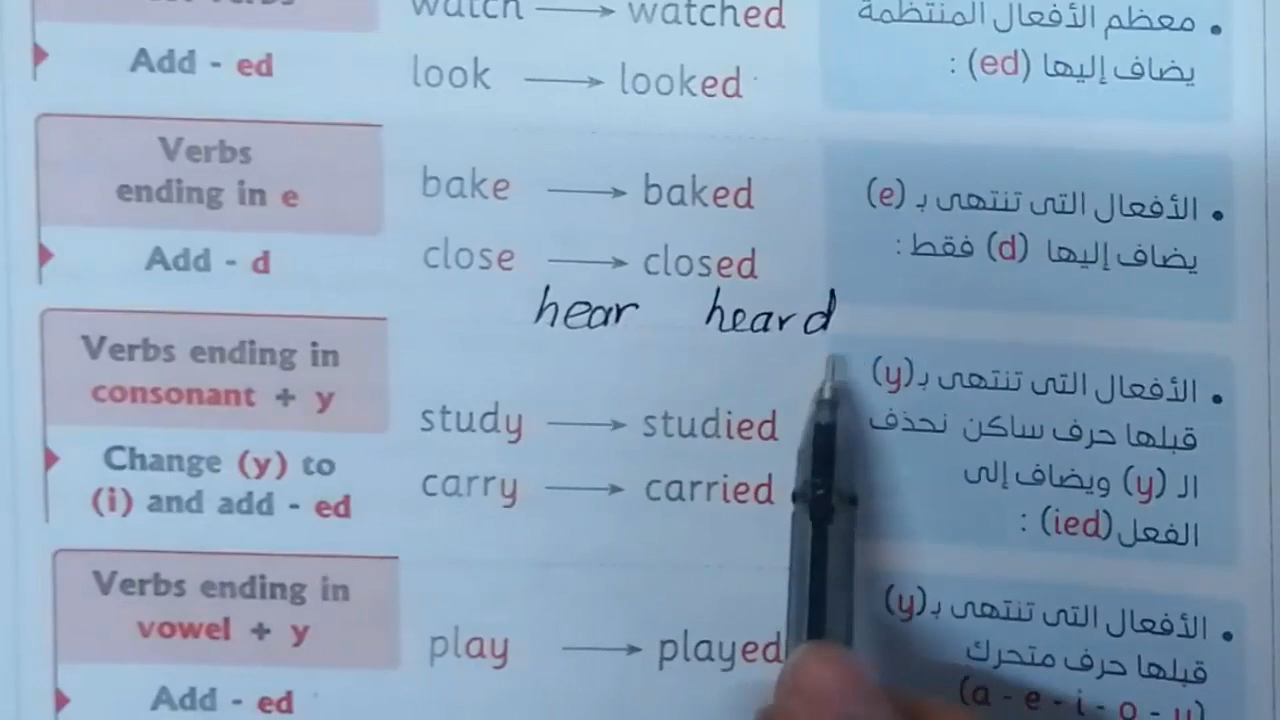 watch → watched
معظم الأفعال المنتظمة
يضاف إليها (ed) :
Add - ed
look → looked
Verbs
ending in e
Add - d
bake → baked
close → closed
الأفعال التى تنتهى بـ (e)
يضاف إليها (d) فقط :
hear heard
Verbs ending in
consonant + y
Change (y) to
(i) and add - ed
study → studied
carry → carried
الأفعال التى تنتهى بـ (y)
قبلها حرف ساكن نحذف
الـ (y) ويضاف إلى
الفعل (ied) :
Verbs ending in
vowel + y
Add - ed
play → played
الأفعال التى تنتهى بـ (y)
قبلها حرف متحرك
(a - e - i - o - u)